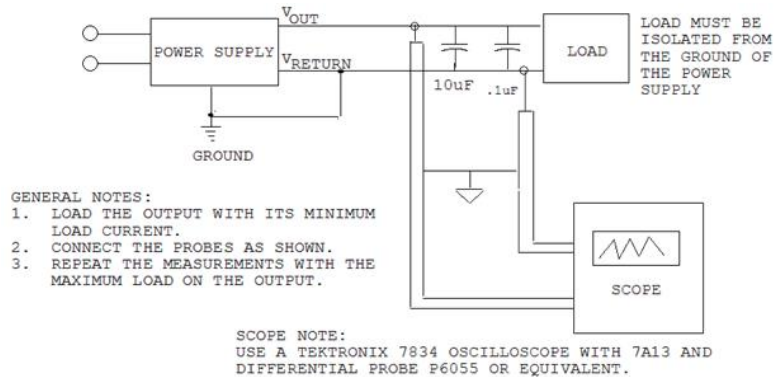 V OUT
POWER SUPPLY
V RETURN
10uF
.1uF
LOAD
LOAD MUST BE
ISOLATED FROM
THE GROUND OF
THE POWER
SUPPLY
GROUND
GENERAL NOTES:
1. LOAD THE OUTPUT WITH ITS MINIMUM
LOAD CURRENT.
2. CONNECT THE PROBES AS SHOWN.
3. REPEAT THE MEASUREMENTS WITH THE
MAXIMUM LOAD ON THE OUTPUT.
SCOPE
SCOPE NOTE:
USE A TEKTRONIX 7834 OSCILLOSCOPE WITH 7A13 AND
DIFFERENTIAL PROBE P6055 OR EQUIVALENT.